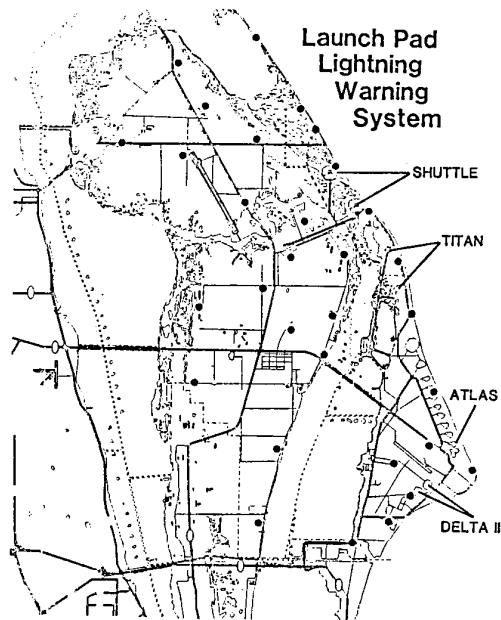 Launch Pad
Lightning
Warning
System
SHUTTLE
TITAN
ATLAS
DELTA II